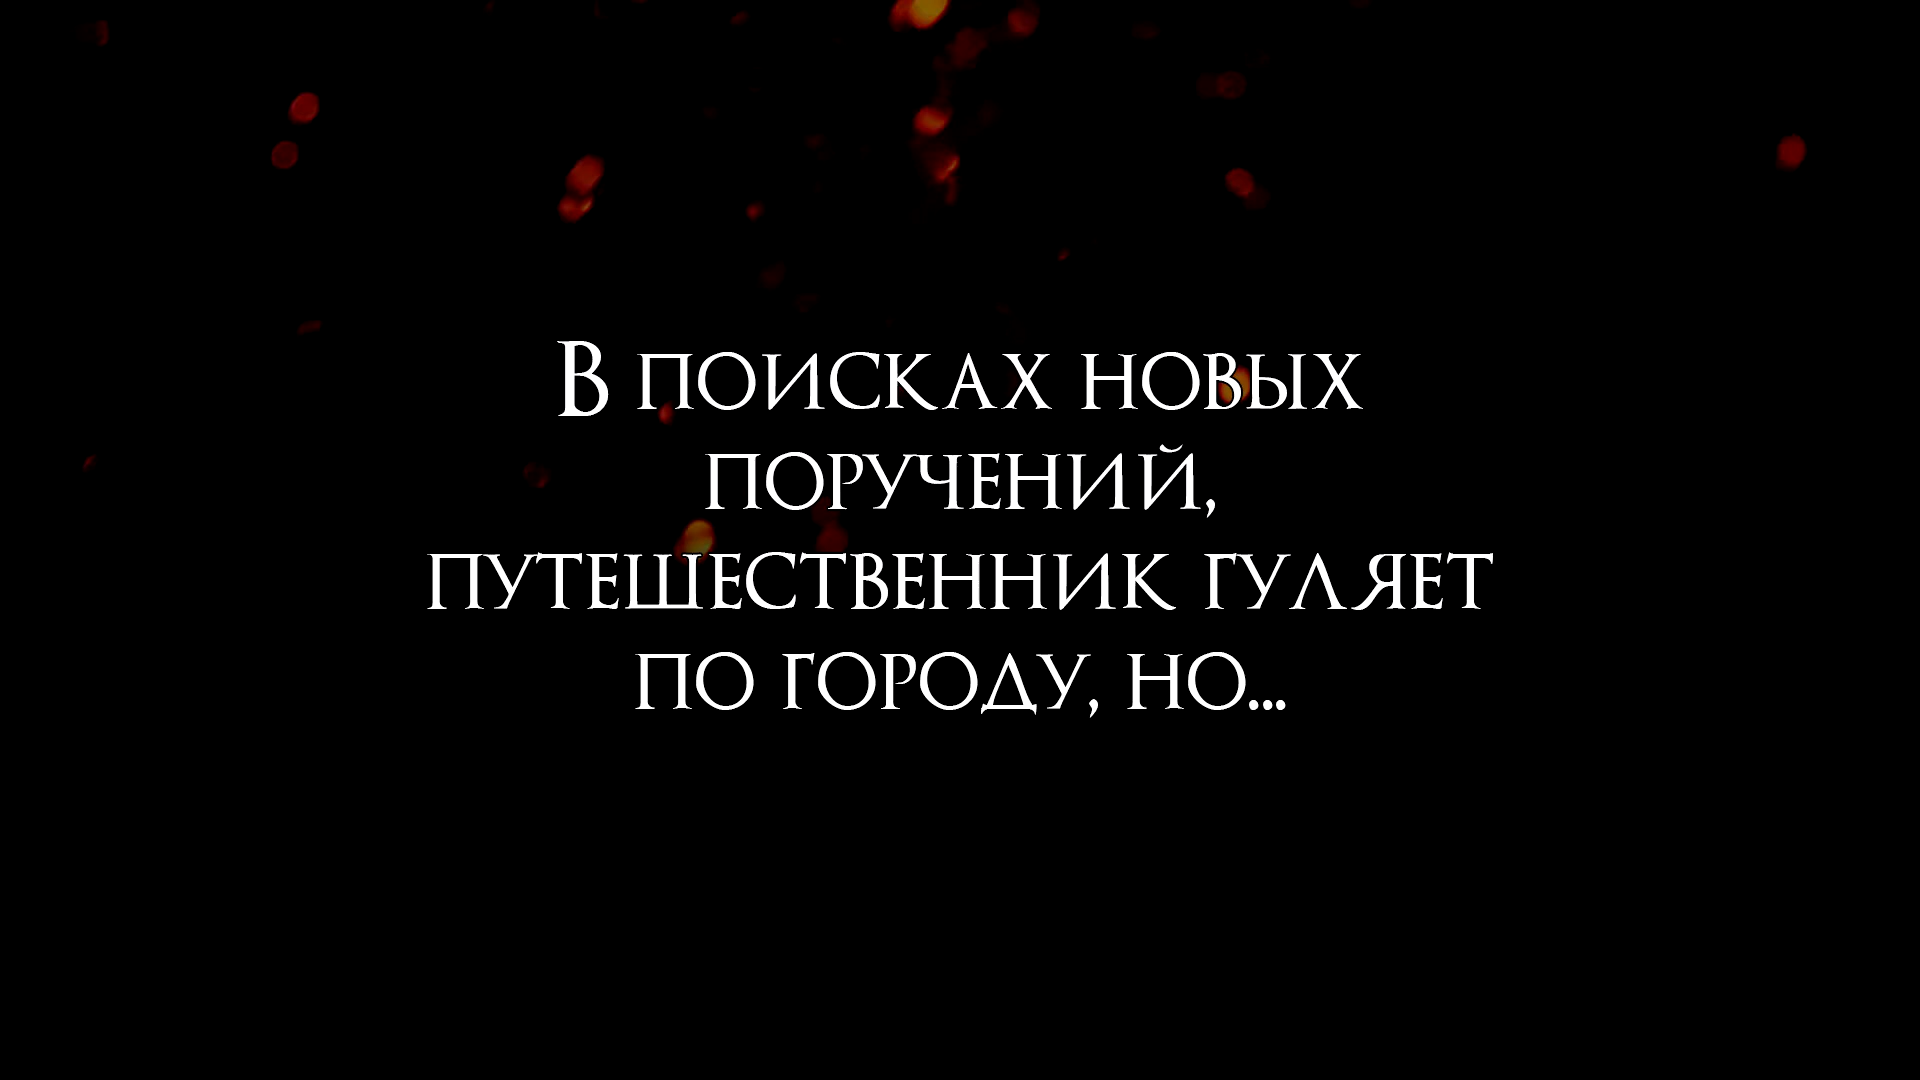 В поисках новых
поручений,
путешественник гуляет
по городу, но...